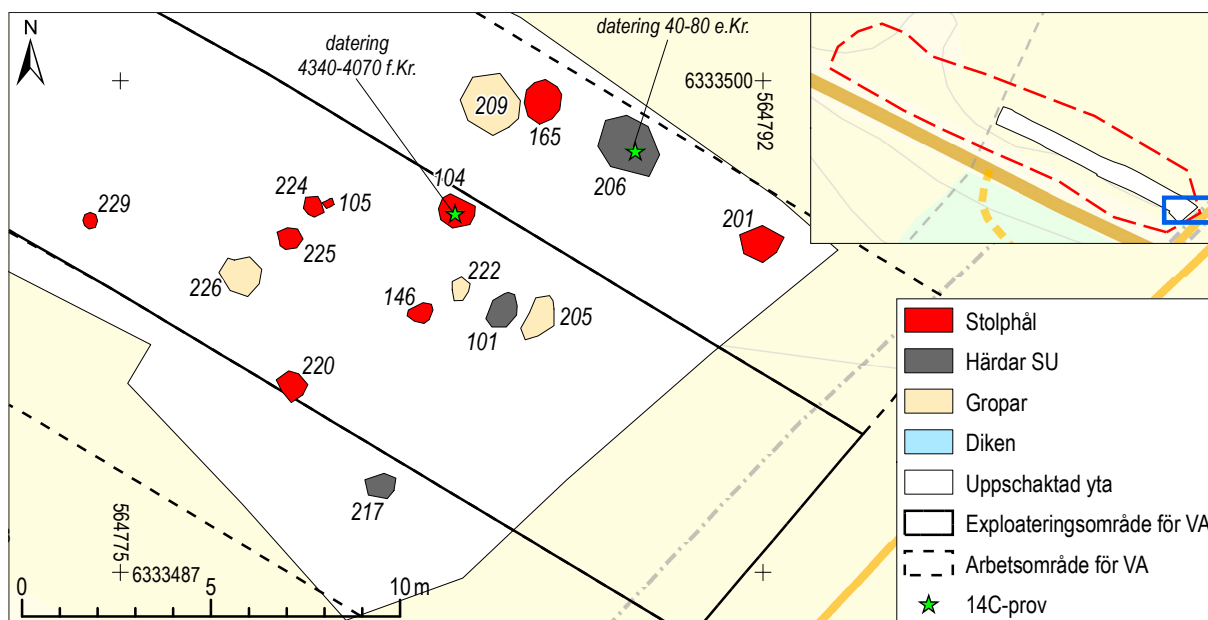 N
datering
4340-4070 f.Kr.
datering 40-80 e.Kr.
6333500
564792
209
165
206
104
224
105
229
225
201
226
222
146
101
205
220
217
564775
6333487
0
5
10 m
Stolphål
Härdar SU
Gropar
Diken
Uppschaktad yta
Exploateringsområde för VA
Arbetsområde för VA
14C-prov